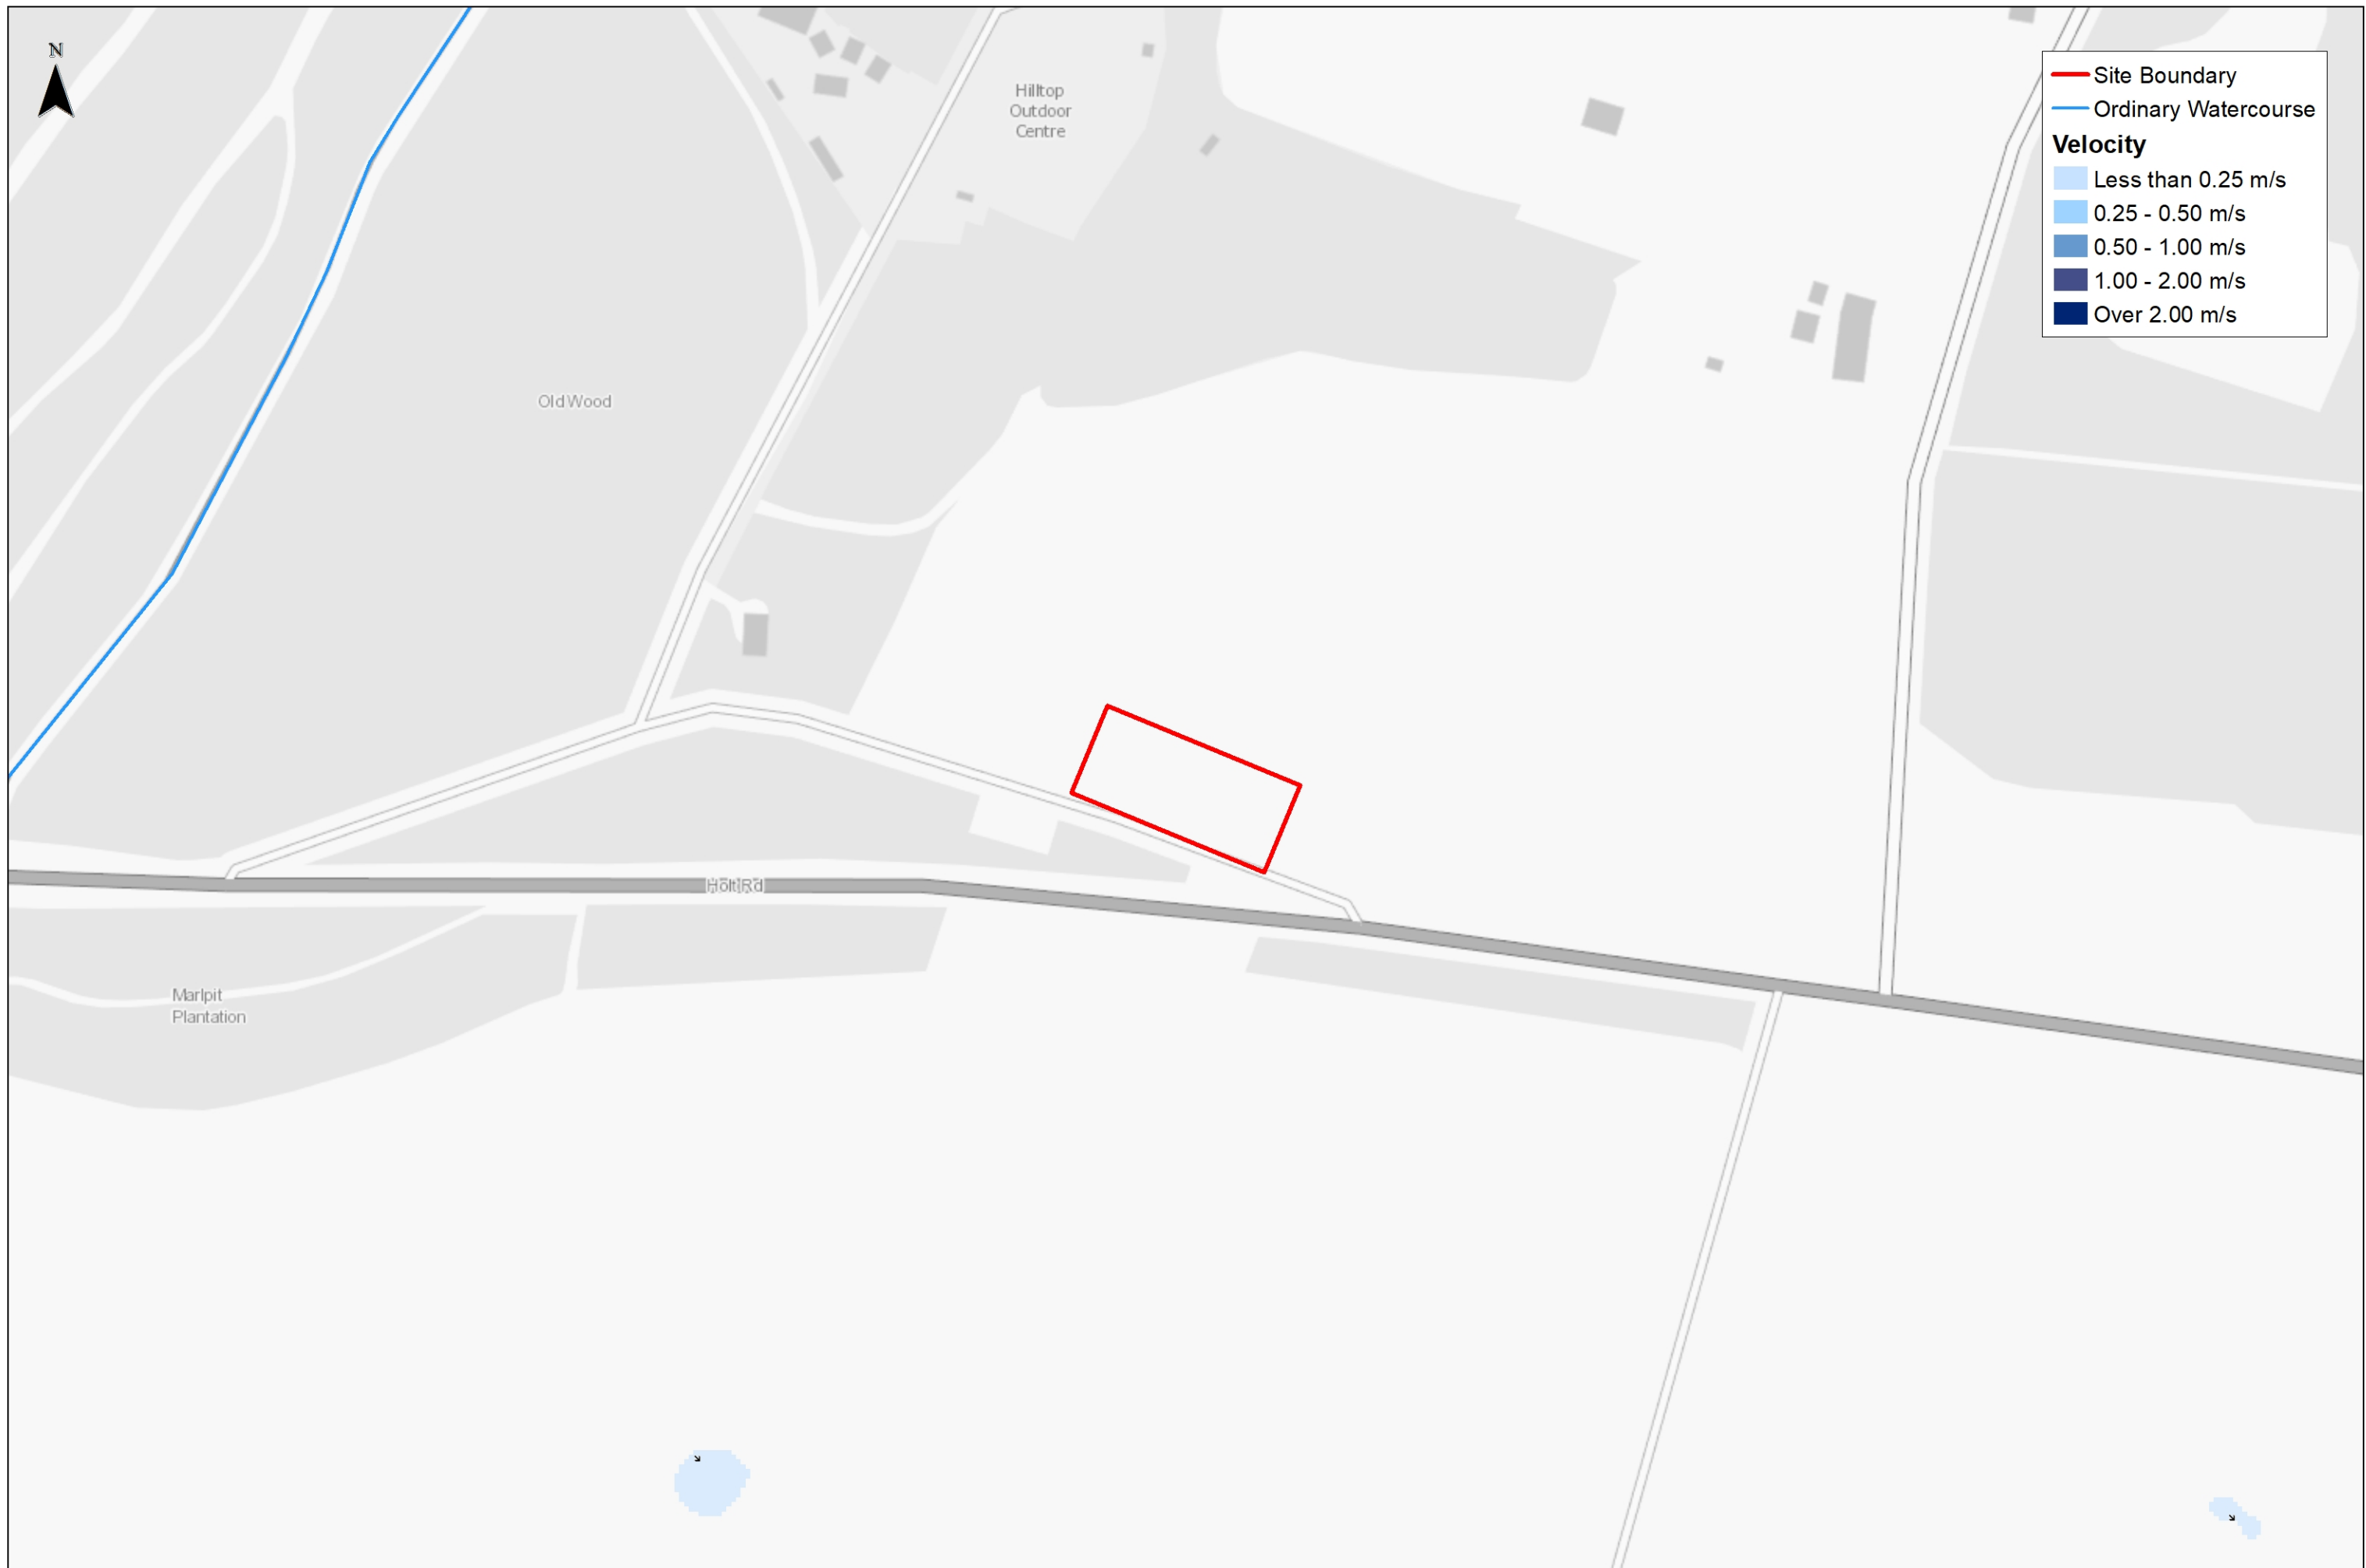 N
Hilltop
Outdoor
Centre
Site Boundary
Ordinary Watercourse
Velocity
Less than 0.25 m/s
0.25 - 0.50 m/s
0.50 - 1.00 m/s
1.00 - 2.00 m/s
Over 2.00 m/s
Old Wood
Holt Rd
Marlpit
Plantation